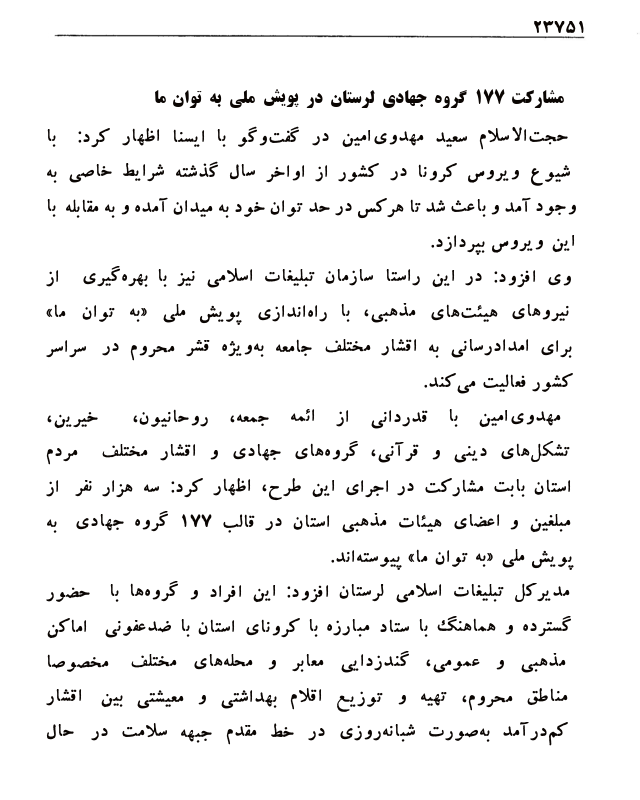 ۲۳۷۵۱
مشارکت ۱۷۷ گروه جهادی لرستان در پویش ملی به توان ما
حجت‌الاسلام سعید مهدوی‌امین در گفت‌وگو با ایسنا اظهار کرد: با
شیوع ویروس کرونا در کشور از اواخر سال گذشته شرایط خاصی به
وجود آمد و باعث شد تا هرکس در حد توان خود به میدان آمده و به مقابله با
این ویروس بپردازد.
وی افزود: در این راستا سازمان تبلیغات اسلامی نیز با بهره‌گیری از
نیروهای هیئت‌های مذهبی، با راه‌اندازی پویش ملی «به توان ما»
برای امدادرسانی به اقشار مختلف جامعه به‌ویژه قشر محروم در سراسر
کشور فعالیت می‌کند.
مهدوی‌امین با قدردانی از ائمه جمعه، روحانیون، خیرین،
تشکل‌های دینی و قرآنی، گروه‌های جهادی و اقشار مختلف مردم
استان بابت مشارکت در اجرای این طرح، اظهار کرد: سه هزار نفر از
مبلغین و اعضای هیئات مذهبی استان در قالب ۱۷۷ گروه جهادی به
پویش ملی «به توان ما» پیوسته‌اند.
مدیرکل تبلیغات اسلامی لرستان افزود: این افراد و گروه‌ها با حضور
گسترده و هماهنگ با ستاد مبارزه با کرونای استان با ضدعفونی اماکن
مذهبی و عمومی، گندزدایی معابر و محله‌های مختلف مخصوصا
مناطق محروم، تهیه و توزیع اقلام بهداشتی و معیشتی بین اقشار
کم‌درآمد به‌صورت شبانه‌روزی در خط مقدم جبهه سلامت در حال